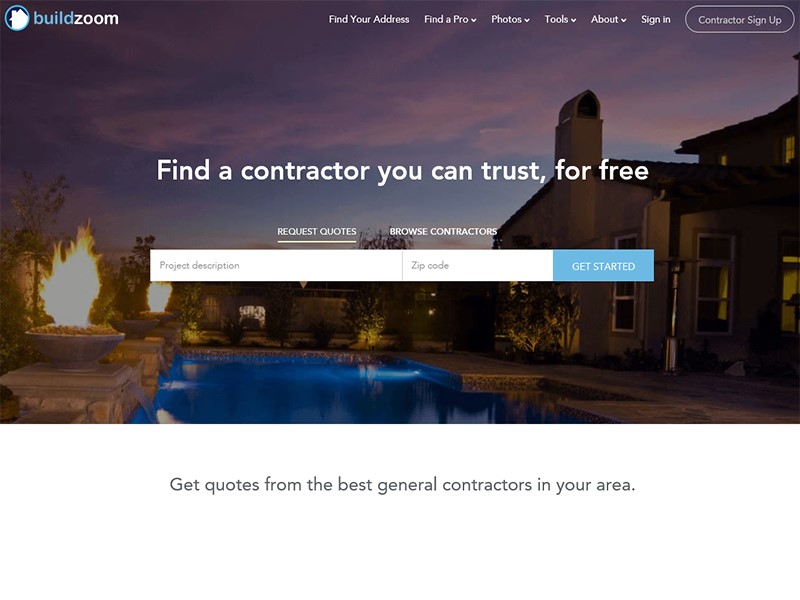 buildzoom
Find Your Address Find a Pro Photos Tools About Sign in Contractor Sign Up
Find a contractor you can trust, for free
REQUEST QUOTES BROWSE CONTRACTORS
Project description Zip code GET STARTED
Get quotes from the best general contractors in your area.